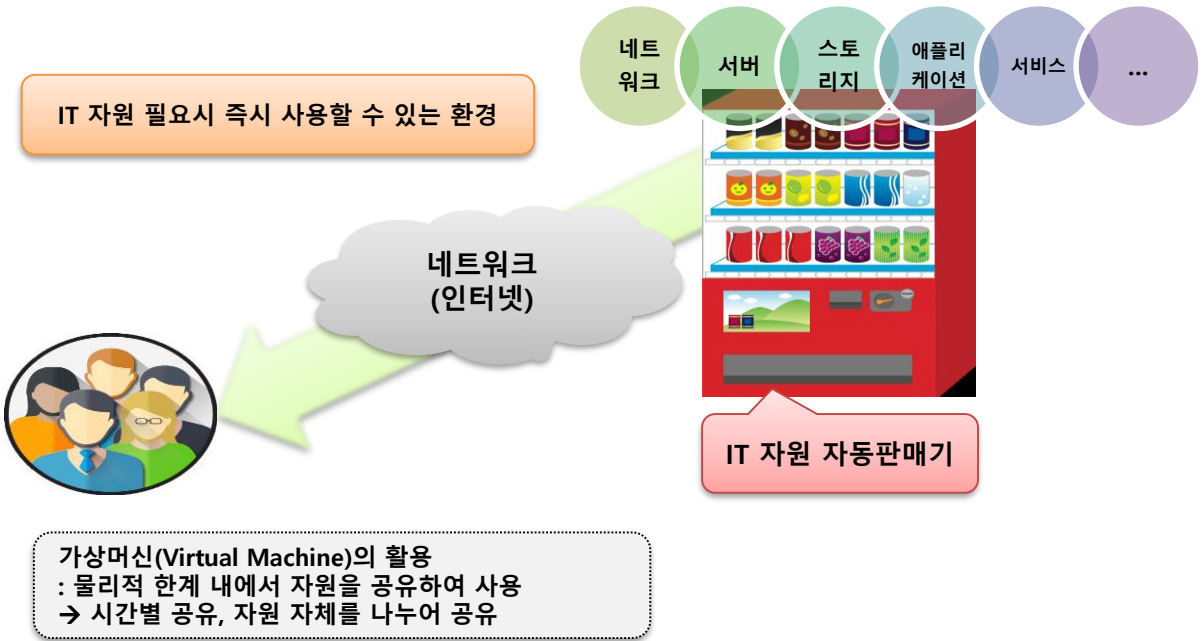 네트
워크
서버
스토
리지
애플리
케이션
서비스
...
IT 자원 필요시 즉시 사용할 수 있는 환경
네트워크
(인터넷)
IT 자원 자동판매기
가상머신(Virtual Machine)의 활용
: 물리적 한계 내에서 자원을 공유하여 사용
→ 시간별 공유, 자원 자체를 나누어 공유